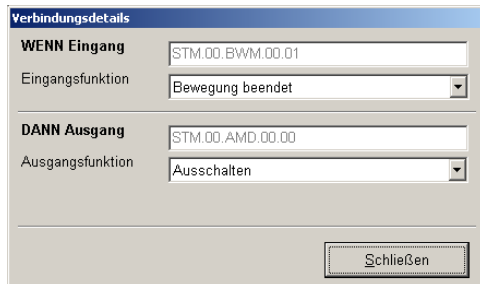 Verbindungsdetails
WENN Eingang STM.00.BWM.00.01
Eingangsfunktion Bewegung beendet
DANN Ausgang STM.00.AMD.00.00
Ausgangsfunktion Ausschalten
Schließen